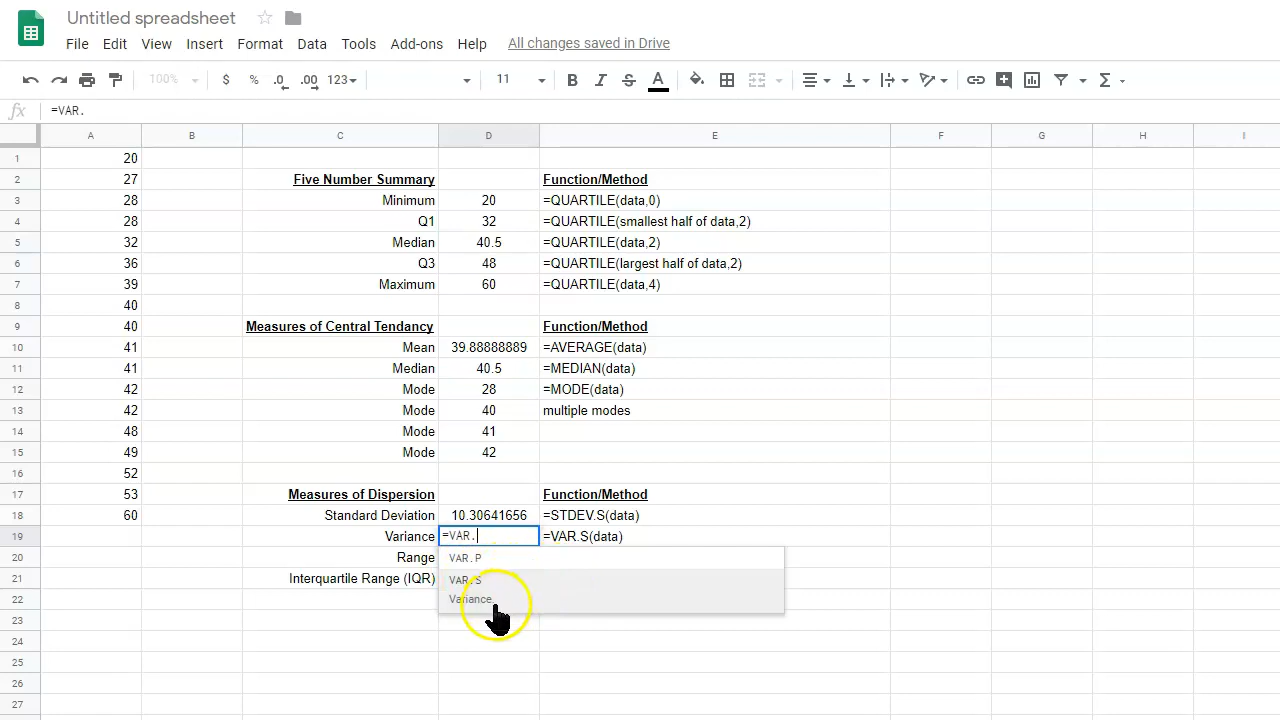 Untitled spreadsheet
File Edit View Insert Format Data Tools Add-ons Help All changes saved in Drive
100% $ % .0 .00 123 11 B I S A
fx =VAR.
A B C D E F G H I
1 20
2 27 Five Number Summary Function/Method
3 28 Minimum 20 =QUARTILE(data,0)
4 28 Q1 32 =QUARTILE(smallest half of data,2)
5 32 Median 40.5 =QUARTILE(data,2)
6 36 Q3 48 =QUARTILE(largest half of data,2)
7 39 Maximum 60 =QUARTILE(data,4)
8 40
9 40 Measures of Central Tendancy Function/Method
10 41 Mean 39.88888889 =AVERAGE(data)
11 41 Median 40.5 =MEDIAN(data)
12 42 Mode 28 =MODE(data)
13 42 Mode 40 multiple modes
14 48 Mode 41
15 49 Mode 42
16 52
17 53 Measures of Dispersion Function/Method
18 60 Standard Deviation 10.30641656 =STDEV.S(data)
19 Variance =VAR. =VAR.S(data)
20 Range VAR.P
21 Interquartile Range (IQR) VAR.S
22 Variance
23
24
25
26
27